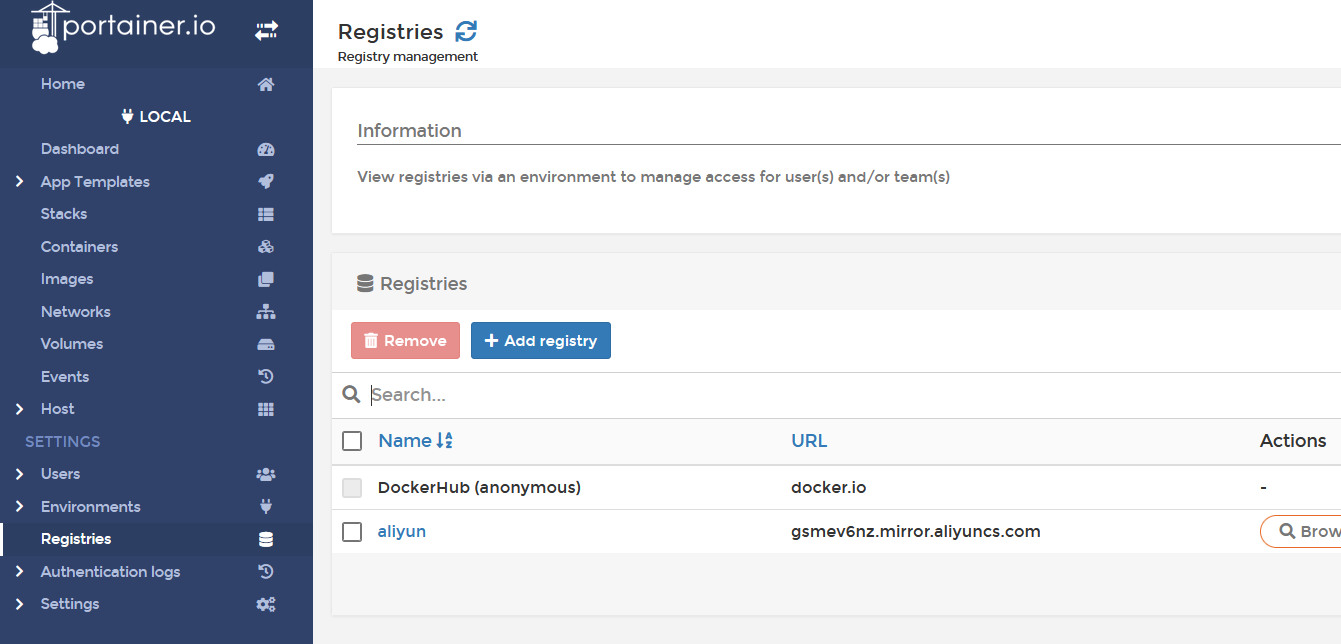 portainer.io
Home
LOCAL
Dashboard
App Templates
Stacks
Containers
Images
Networks
Volumes
Events
Host
SETTINGS
Users
Environments
Registries
Authentication logs
Settings
Registries
Registry management
Information
View registries via an environment to manage access for user(s) and/or team(s)
Registries
Remove Add registry
Search...
Name URL Actions
DockerHub (anonymous) docker.io -
aliyun gsmev6nz.mirror.aliyuncs.com Brow